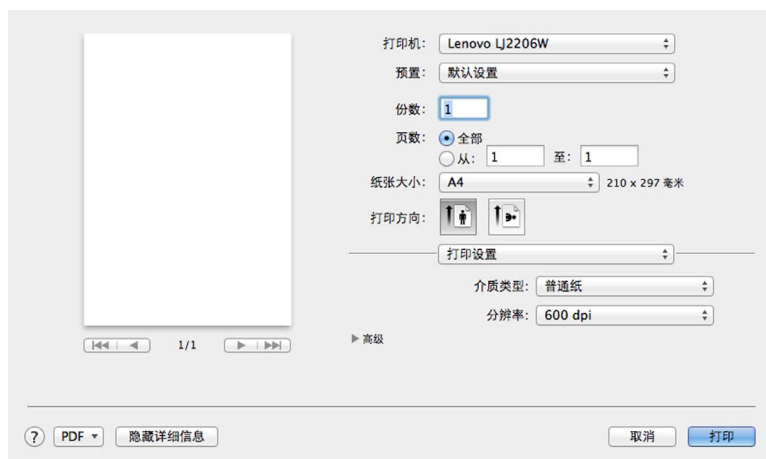 打印机: Lenovo LJ2206W
预置: 默认设置
份数: 1
页数: 全部
从: 1 至: 1
纸张大小: A4 210 x 297 毫米
打印方向:
打印设置
介质类型: 普通纸
分辨率: 600 dpi
1/1
高级
? PDF 隐藏详细信息 取消 打印